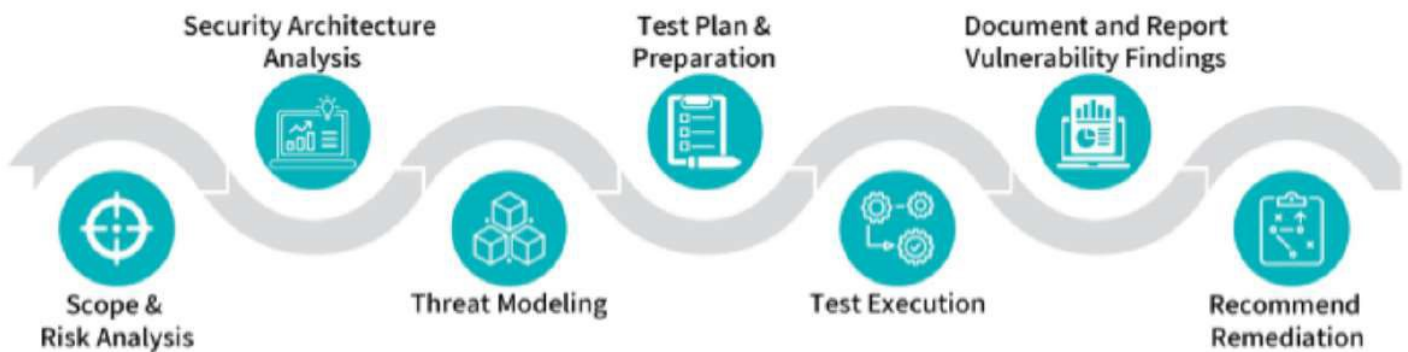 Scope &
Risk Analysis
Security Architecture
Analysis
Threat Modeling
Test Plan &
Preparation
Test Execution
Document and Report
Vulnerability Findings
Recommend
Remediation